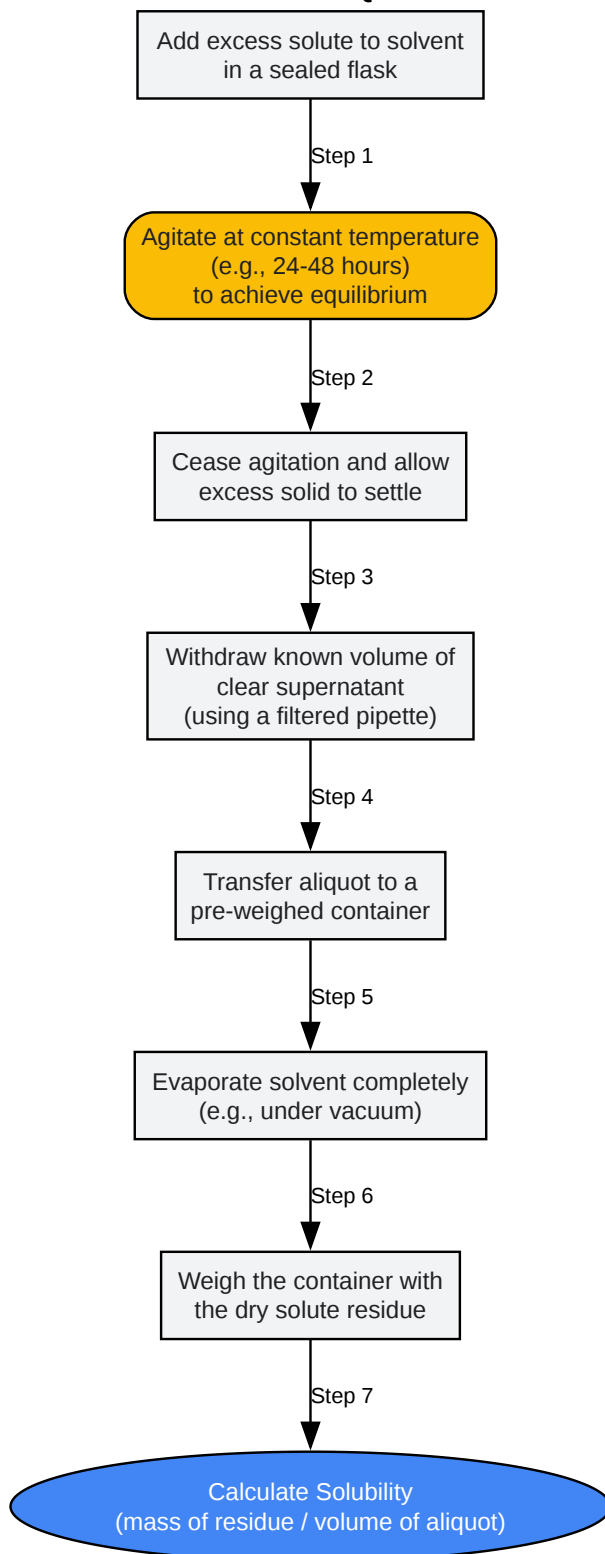 Add excess solute to solvent
in a sealed flask
Step 1
Agitate at constant temperature
(e.g., 24-48 hours)
to achieve equilibrium
Step 2
Cease agitation and allow
excess solid to settle
Step 3
Withdraw known volume of
clear supernatant
(using a filtered pipette)
Step 4
Transfer aliquot to a
pre-weighed container
Step 5
Evaporate solvent completely
(e.g., under vacuum)
Step 6
Weigh the container with
the dry solute residue
Step 7
Calculate Solubility
(mass of residue / volume of aliquot)